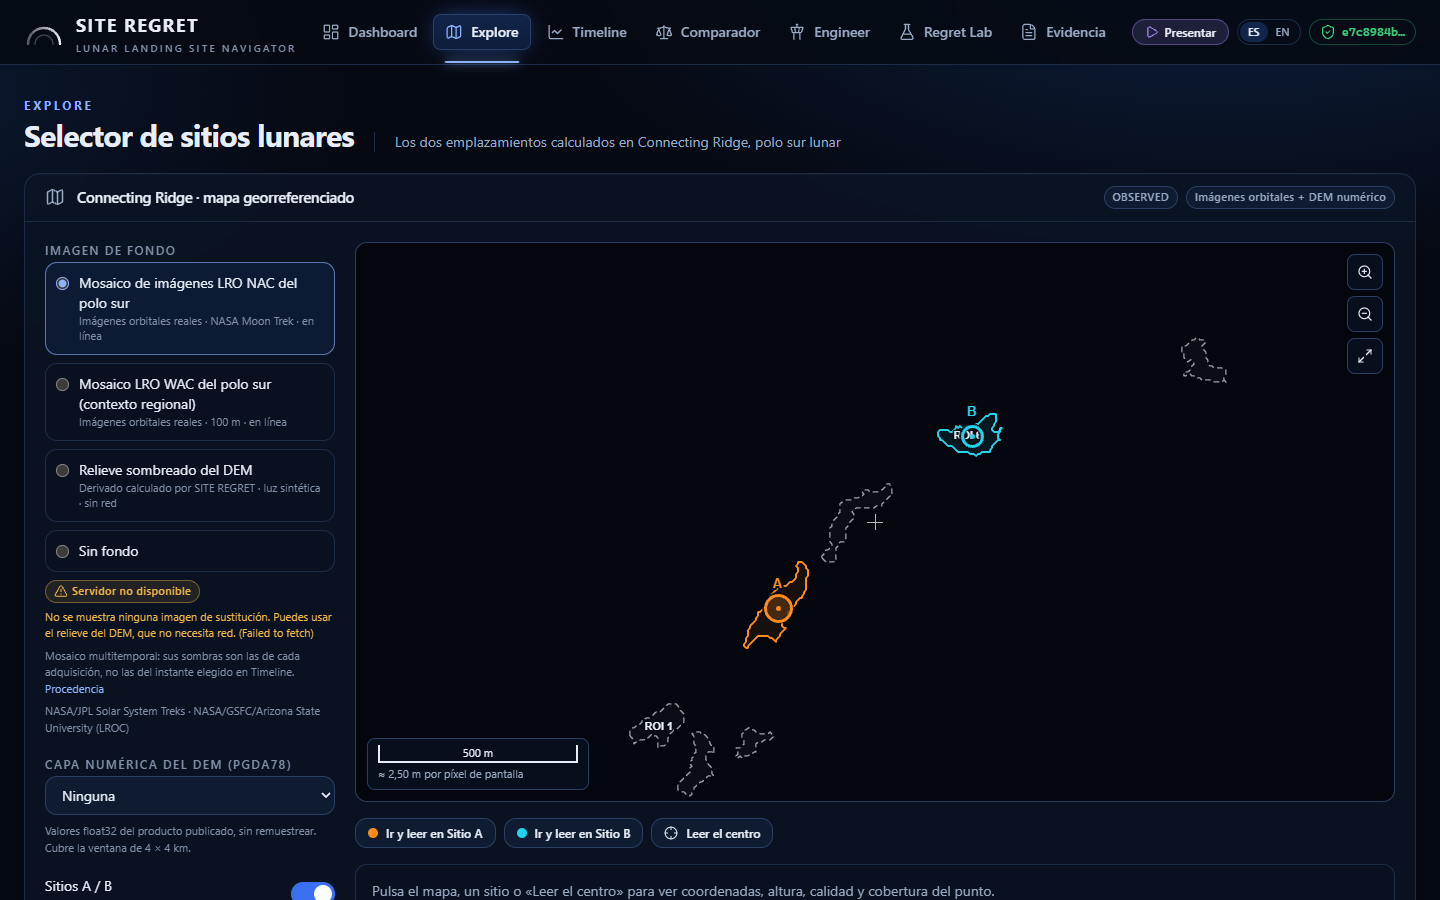 SITE REGRET
LUNAR LANDING SITE NAVIGATOR
Dashboard
Explore
Timeline
Comparador
Engineer
Regret Lab
Evidencia
Presentar
ES EN
e7c8984b...
EXPLORE
Selector de sitios lunares
Los dos emplazamientos calculados en Connecting Ridge, polo sur lunar
Connecting Ridge · mapa georreferenciado
OBSERVED
Imágenes orbitales + DEM numérico
IMAGEN DE FONDO
Mosaico de imágenes LRO NAC del
polo sur
Imágenes orbitales reales · NASA Moon Trek · en
línea
Mosaico LRO WAC del polo sur
(contexto regional)
Imágenes orbitales reales · 100 m · en línea
Relieve sombreado del DEM
Derivado calculado por SITE REGRET · luz sintética
· sin red
Sin fondo
Servidor no disponible
No se muestra ninguna imagen de sustitución. Puedes usar
el relieve del DEM, que no necesita red. (Failed to fetch)
Mosaico multitemporal: sus sombras son las de cada
adquisición, no las del instante elegido en Timeline.
Procedencia
NASA/JPL Solar System Treks · NASA/GSFC/Arizona State
University (LROC)
CAPA NUMÉRICA DEL DEM (PGDA78)
Ninguna
Valores float32 del producto publicado, sin remuestrear.
Cubre la ventana de 4 × 4 km.
Sitios A / B
B
A
ROI 1
500 m
≈ 2,50 m por píxel de pantalla
Ir y leer en Sitio A
Ir y leer en Sitio B
Leer el centro
Pulsa el mapa, un sitio o «Leer el centro» para ver coordenadas, altura, calidad y cobertura del punto.